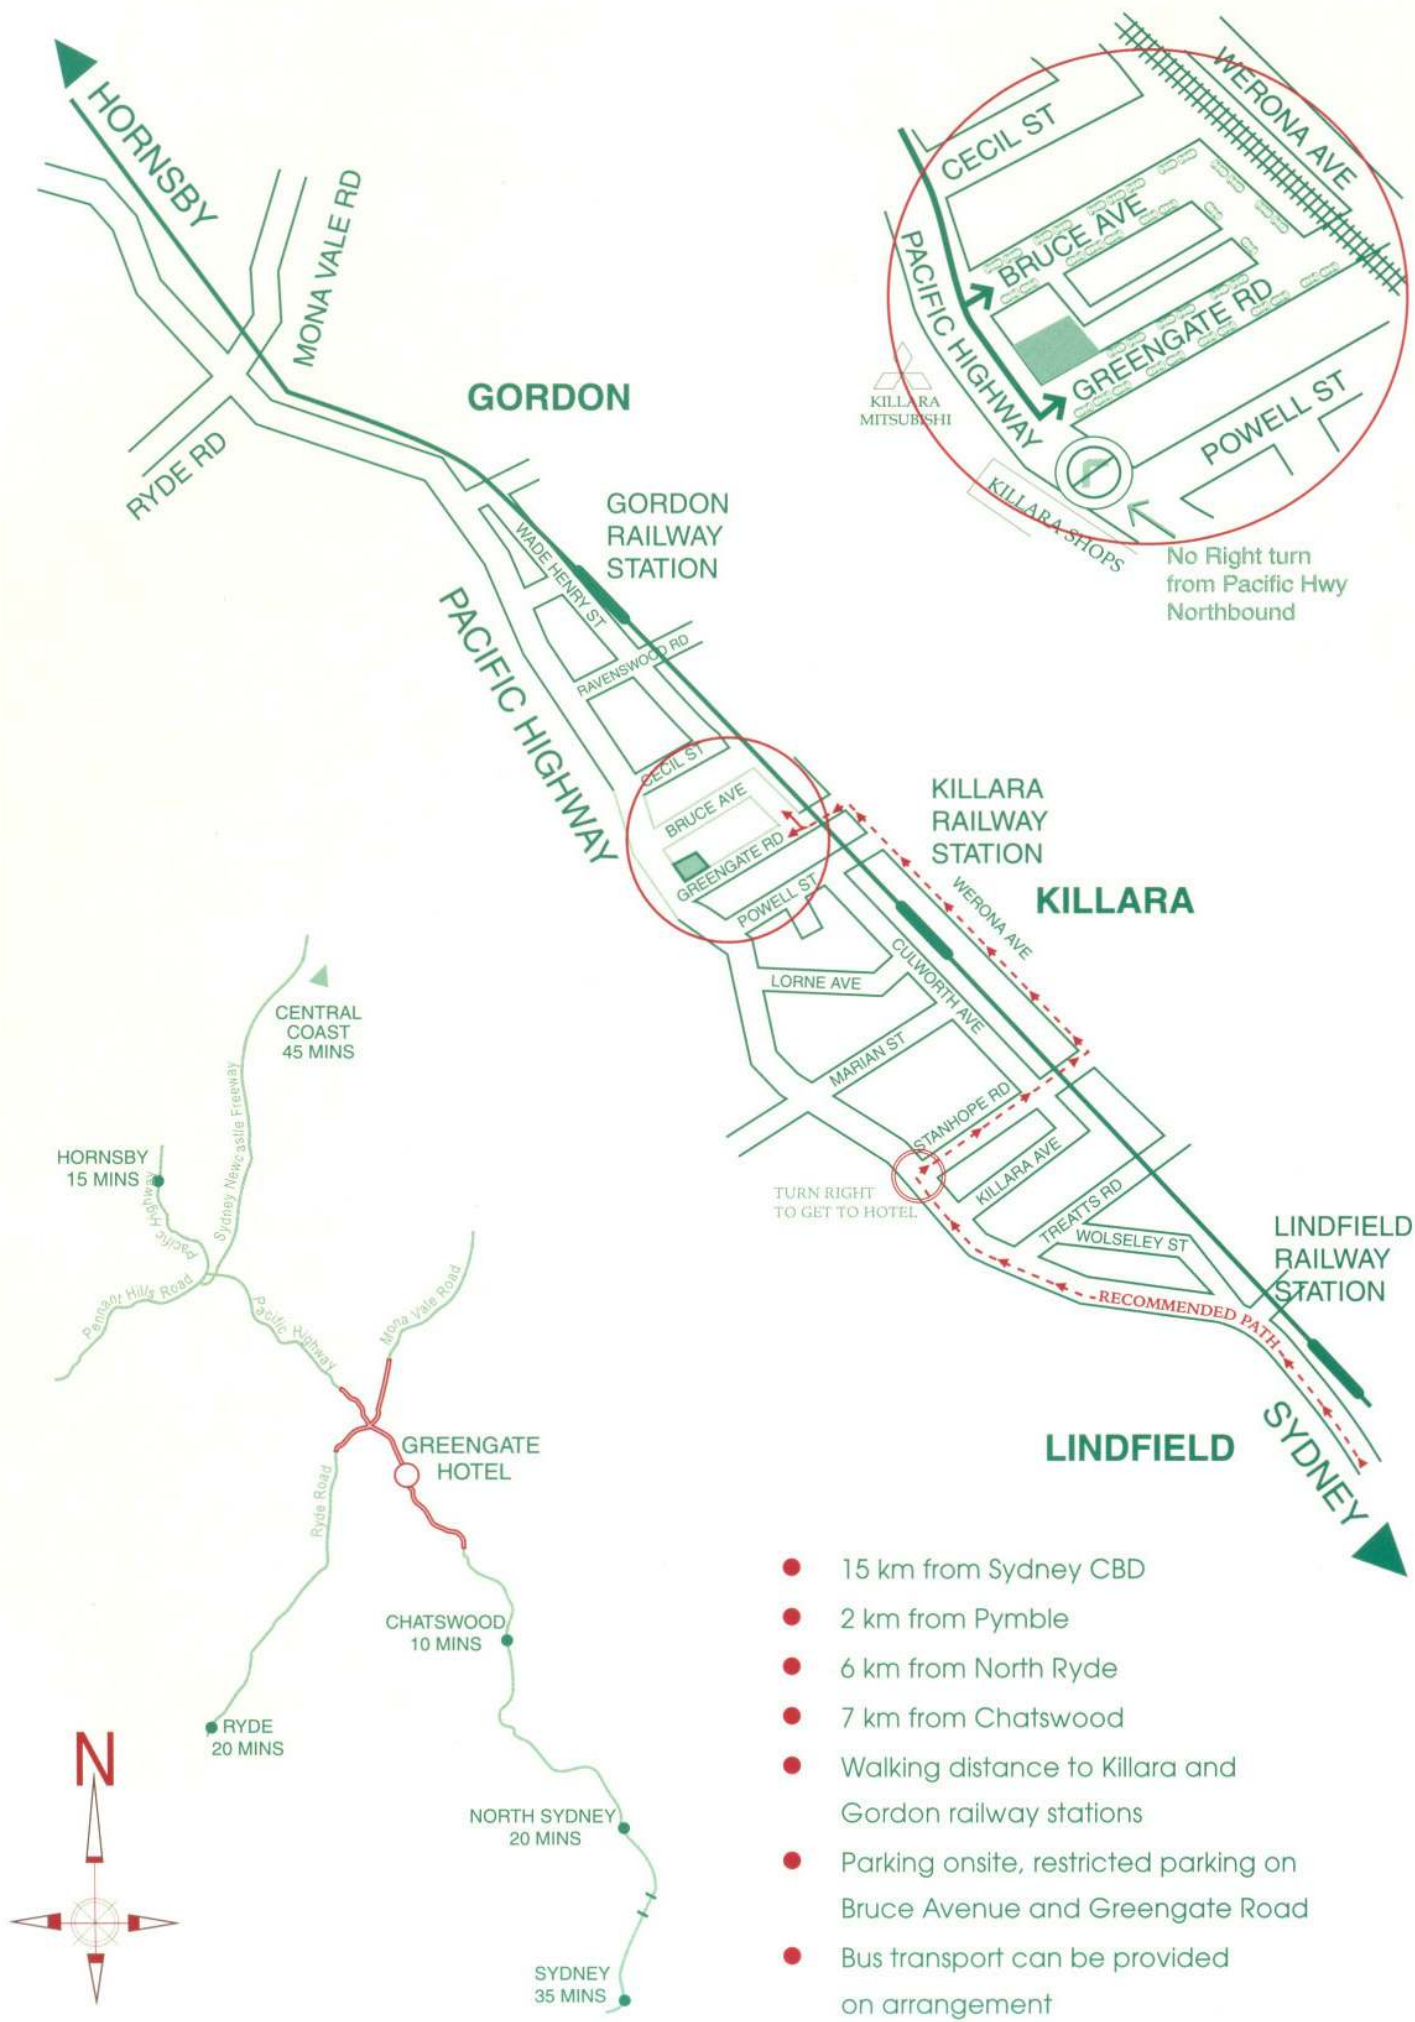 HORNSBY
MONA VALE RD
RYDE RD
GORDON
GORDON
RAILWAY
STATION
PACIFIC HIGHWAY
WADE HENRY ST
RAVENSWOOD RD
CECIL ST
BRUCE AVE
GREENGATE RD
POWELL ST
LORNE AVE
CULWORTH AVE
MARIAN ST
STANHOPE RD
KILLARA AVE
TREATTS RD
WOLSELEY ST
WERONA AVE
KILLARA
RAILWAY
STATION
KILLARA
TURN RIGHT
TO GET TO HOTEL
RECOMMENDED PATH
LINDFIELD
RAILWAY
STATION
LINDFIELD
SYDNEY
CECIL ST
WERONA AVE
BRUCE AVE
PACIFIC HIGHWAY
GREENGATE RD
POWELL ST
KILLARA
MITSUBISHI
KILLARA SHOPS
No Right turn
from Pacific Hwy
Northbound
CENTRAL
COAST
45 MINS
Sydney Newcastle Freeway
HORNSBY
15 MINS
Pacific Highway
Pennant Hills Road
Pacific Highway
Mona Vale Road
GREENGATE
HOTEL
Ryde Road
CHATSWOOD
10 MINS
RYDE
20 MINS
NORTH SYDNEY
20 MINS
SYDNEY
35 MINS
N
15 km from Sydney CBD
2 km from Pymble
6 km from North Ryde
7 km from Chatswood
Walking distance to Killara and
Gordon railway stations
Parking onsite, restricted parking on
Bruce Avenue and Greengate Road
Bus transport can be provided
on arrangement